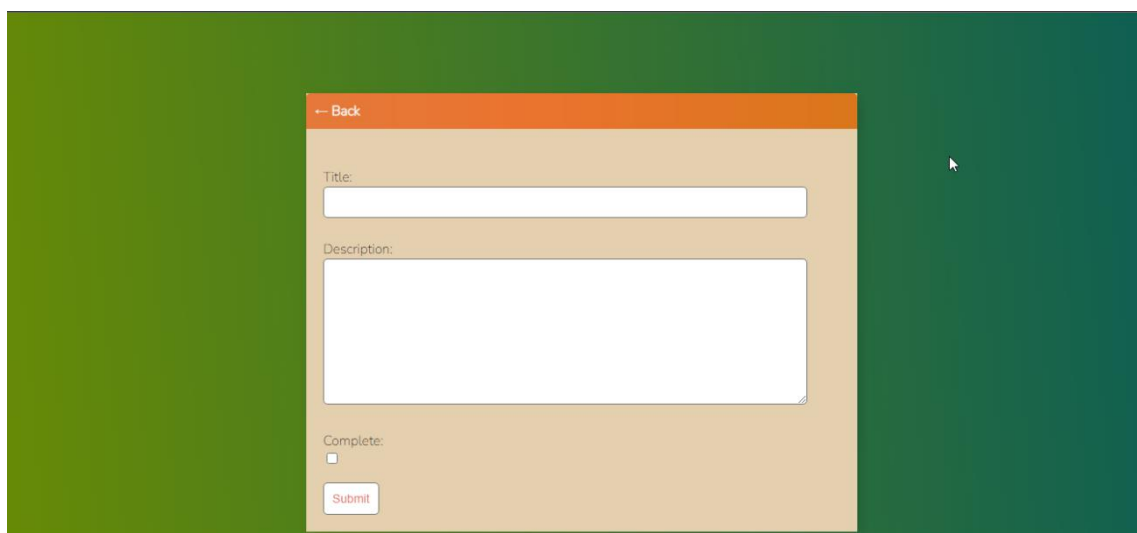 ← Back
Title:
Description:
Complete:
Submit